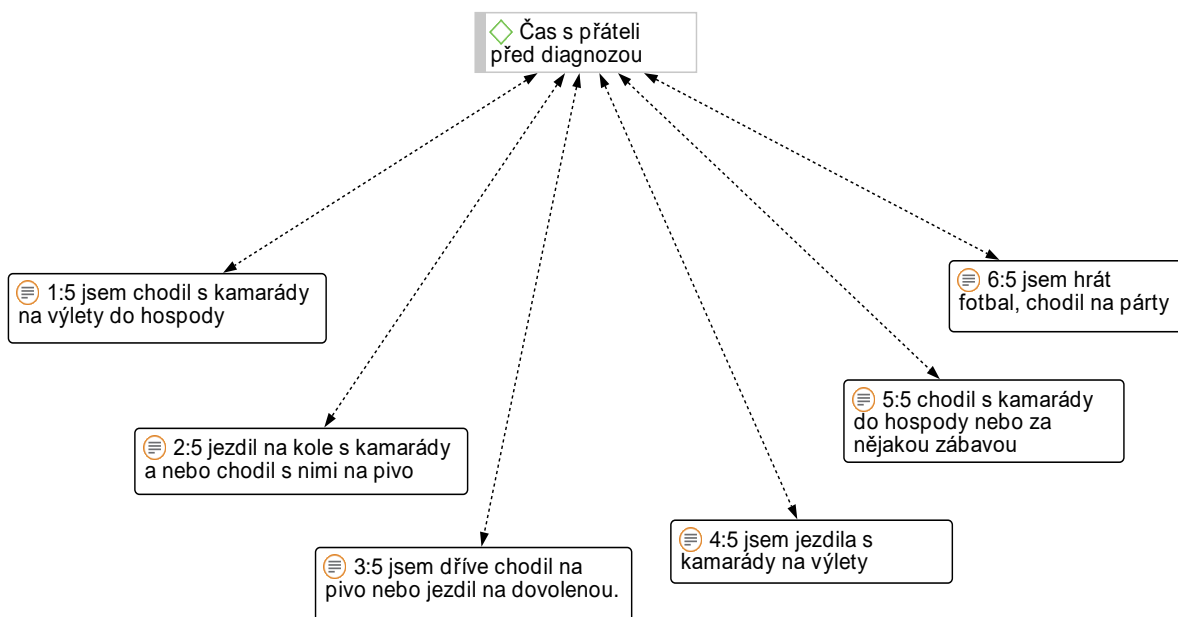 Čas s přáteli
před diagnozou
1:5 jsem chodil s kamarády
na výlety do hospody
6:5 jsem hrát
fotbal, chodil na párty
5:5 chodil s kamarády
do hospody nebo za
nějakou zábavou
2:5 jezdil na kole s kamarády
a nebo chodil s nimi na pivo
4:5 jsem jezdila s
kamarády na výlety
3:5 jsem dříve chodil na
pivo nebo jezdil na dovolenou.